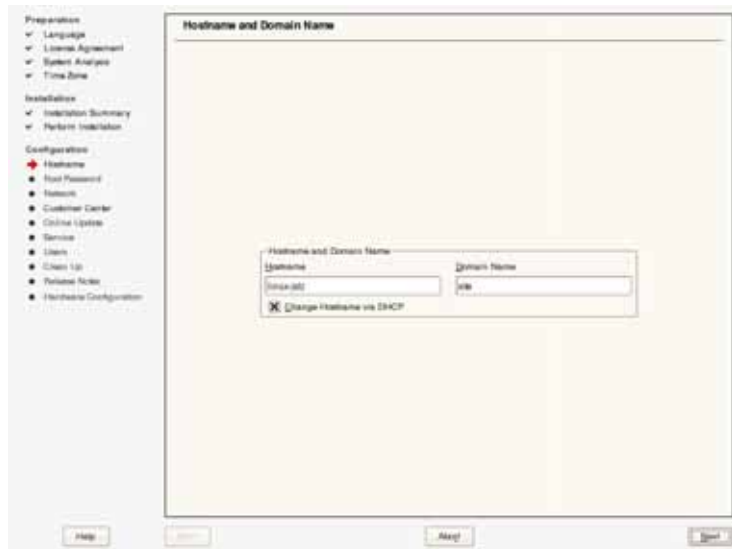 Preparation
Language
License Agreement
System Analysis
Time Zone
Installation
Installation Summary
Perform Installation
Configuration
Hostname
Root Password
Network
Customer Center
Online Update
Service
Users
Clean Up
Release Notes
Hardware Configuration
Hostname and Domain Name
Hostname and Domain Name
Hostname
Domain Name
site
Change Hostname via DHCP
Help
Abort
Next